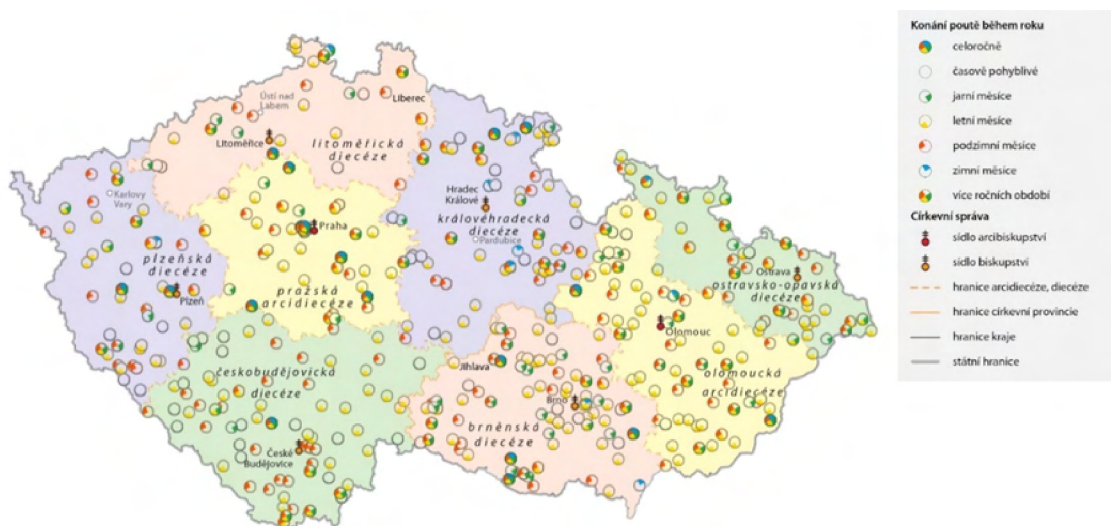 Ústí nad
Labem
Liberec
Litoměřice
litoměřická
diecéze
Karlovy
Vary
Hradec
Králové
královéhradecká
diecéze
Pardubice
Praha
plzeňská
diecéze
Plzeň
pražská
arcidiecéze
Ostrava
ostravsko-opavská
diecéze
Olomouc
olomoucká
arcidiecéze
českobudějovická
diecéze
Jihlava
Brno
brněnská
diecéze
České
Budějovice
Konání poutě během roku
celoročně
časově pohyblivé
jarní měsíce
letní měsíce
podzimní měsíce
zimní měsíce
více ročních období
Církevní správa
sídlo arcibiskupství
sídlo biskupství
hranice arcidiecéze, diecéze
hranice církevní provincie
hranice kraje
státní hranice